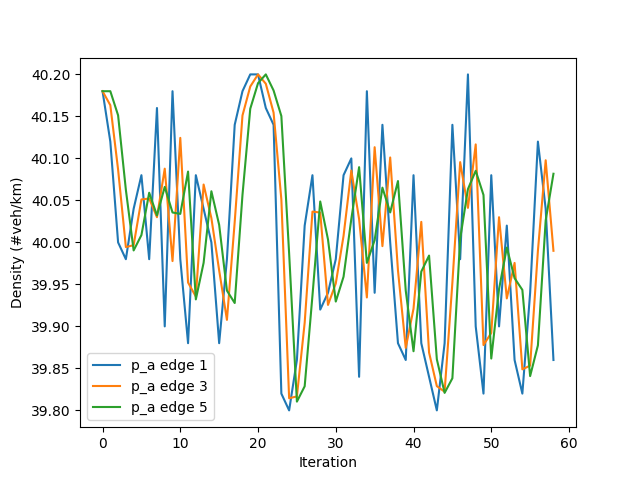 40.20
40.15
40.10
40.05
40.00
39.95
39.90
39.85
39.80
Density (#veh/km)
p_a edge 1
p_a edge 3
p_a edge 5
0 10 20 30 40 50 60
Iteration